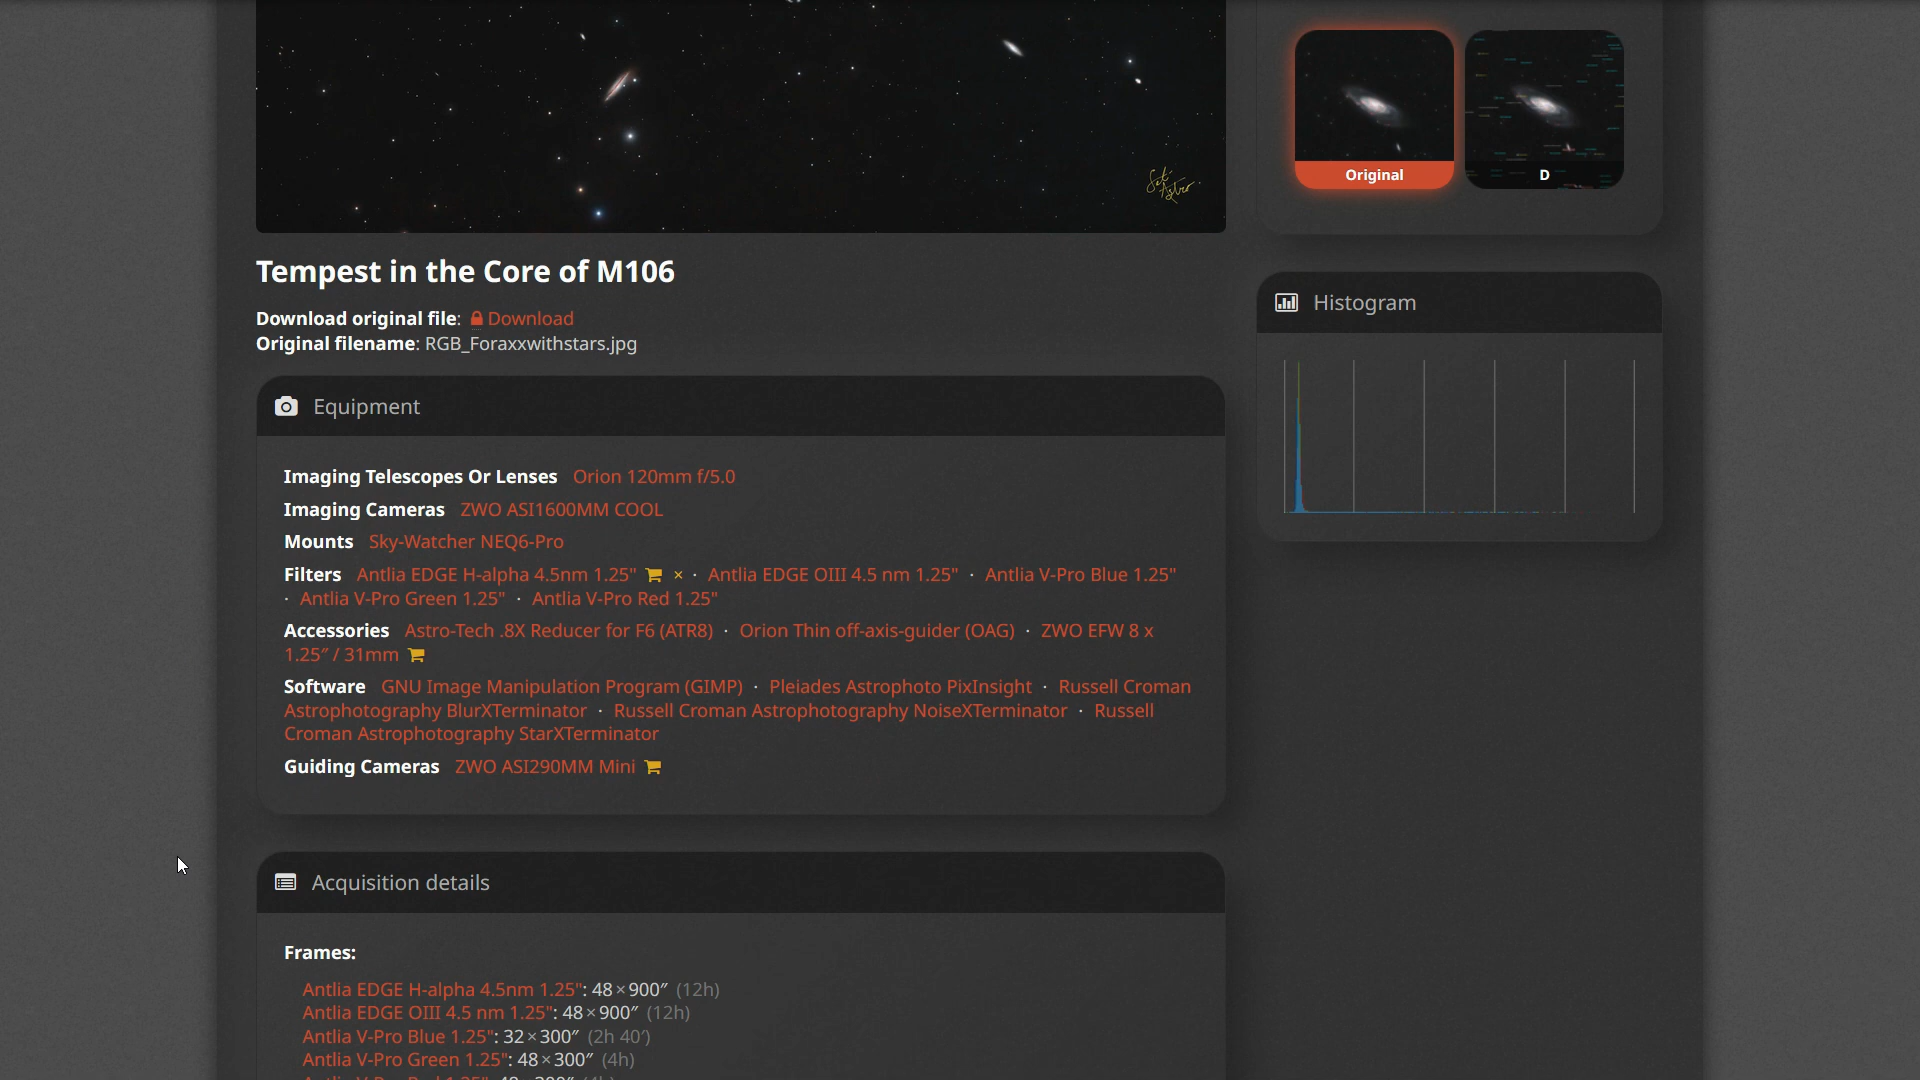 Original
D
Set Astro
Tempest in the Core of M106
Download original file: Download
Original filename: RGB_Foraxxwithstars.jpg
Histogram
Equipment
Imaging Telescopes Or Lenses Orion 120mm f/5.0
Imaging Cameras ZWO ASI1600MM COOL
Mounts Sky-Watcher NEQ6-Pro
Filters Antlia EDGE H-alpha 4.5nm 1.25" × · Antlia EDGE OIII 4.5 nm 1.25" · Antlia V-Pro Blue 1.25"
· Antlia V-Pro Green 1.25" · Antlia V-Pro Red 1.25"
Accessories Astro-Tech .8X Reducer for F6 (ATR8) · Orion Thin off-axis-guider (OAG) · ZWO EFW 8 x
1.25″ / 31mm
Software GNU Image Manipulation Program (GIMP) · Pleiades Astrophoto PixInsight · Russell Croman
Astrophotography BlurXTerminator · Russell Croman Astrophotography NoiseXTerminator · Russell
Croman Astrophotography StarXTerminator
Guiding Cameras ZWO ASI290MM Mini
Acquisition details
Frames:
Antlia EDGE H-alpha 4.5nm 1.25": 48×900″ (12h)
Antlia EDGE OIII 4.5 nm 1.25": 48×900″ (12h)
Antlia V-Pro Blue 1.25": 32×300″ (2h 40′)
Antlia V-Pro Green 1.25": 48×300″ (4h)